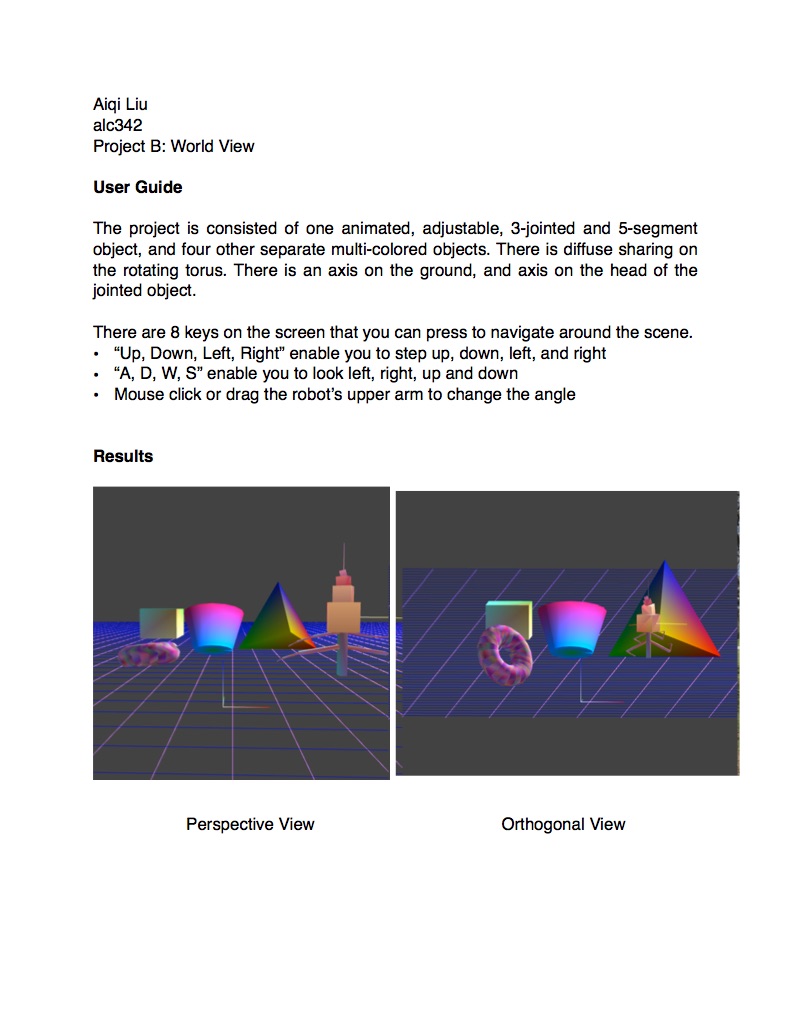 Aiqi Liu
alc342
Project B: World View
User Guide
The project is consisted of one animated, adjustable, 3-jointed and 5-segment
object, and four other separate multi-colored objects. There is diffuse sharing on
the rotating torus. There is an axis on the ground, and axis on the head of the
jointed object.
There are 8 keys on the screen that you can press to navigate around the scene.
• “Up, Down, Left, Right” enable you to step up, down, left, and right
• “A, D, W, S” enable you to look left, right, up and down
• Mouse click or drag the robot’s upper arm to change the angle
Results
Perspective View
Orthogonal View